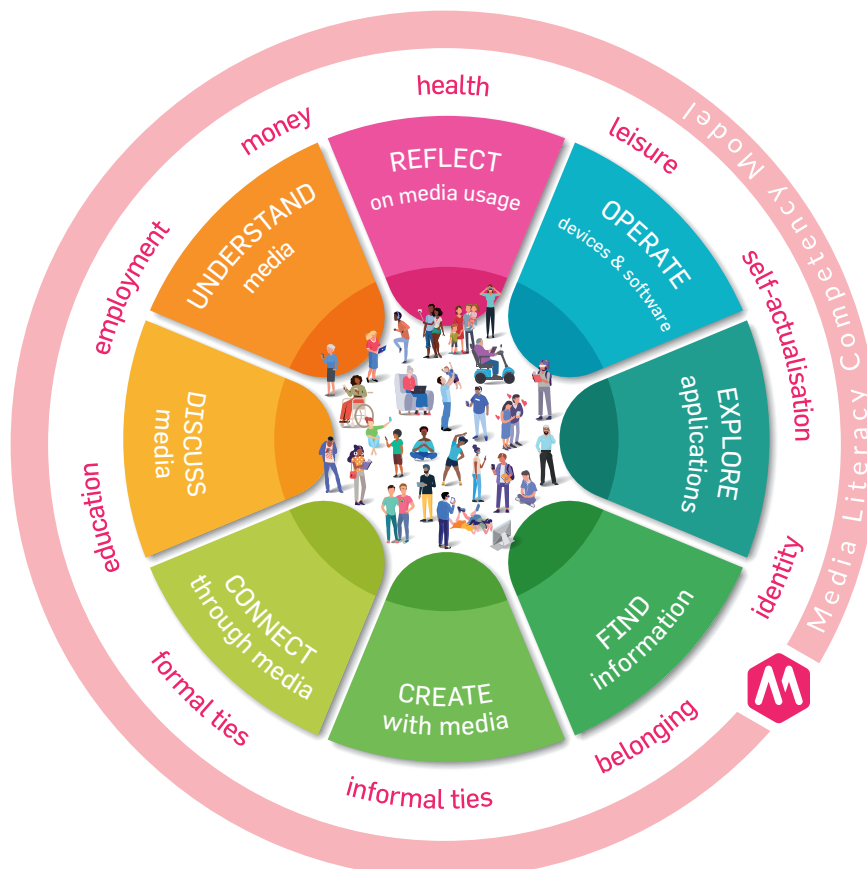 health
leisure
self-actualisation
identity
belonging
informal ties
formal ties
education
employment
money
Media Literacy Competency Model
REFLECT
on media usage
OPERATE
devices & software
EXPLORE
applications
FIND
information
CREATE
with media
CONNECT
through media
DISCUSS
media
UNDERSTAND
media